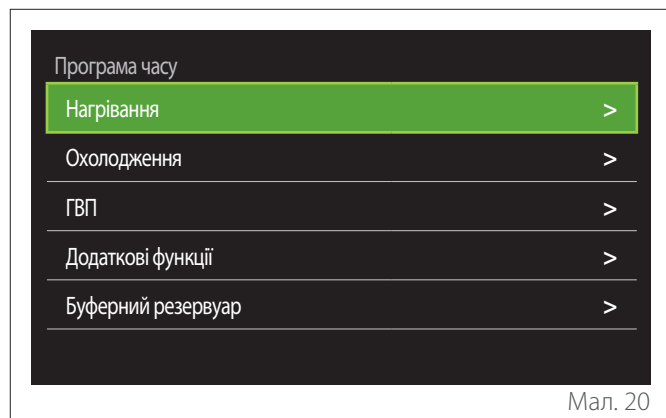 Програма часу
Нагрівання >
Охолодження >
ГВП >
Додаткові функції >
Буферний резервуар >
Мал. 20